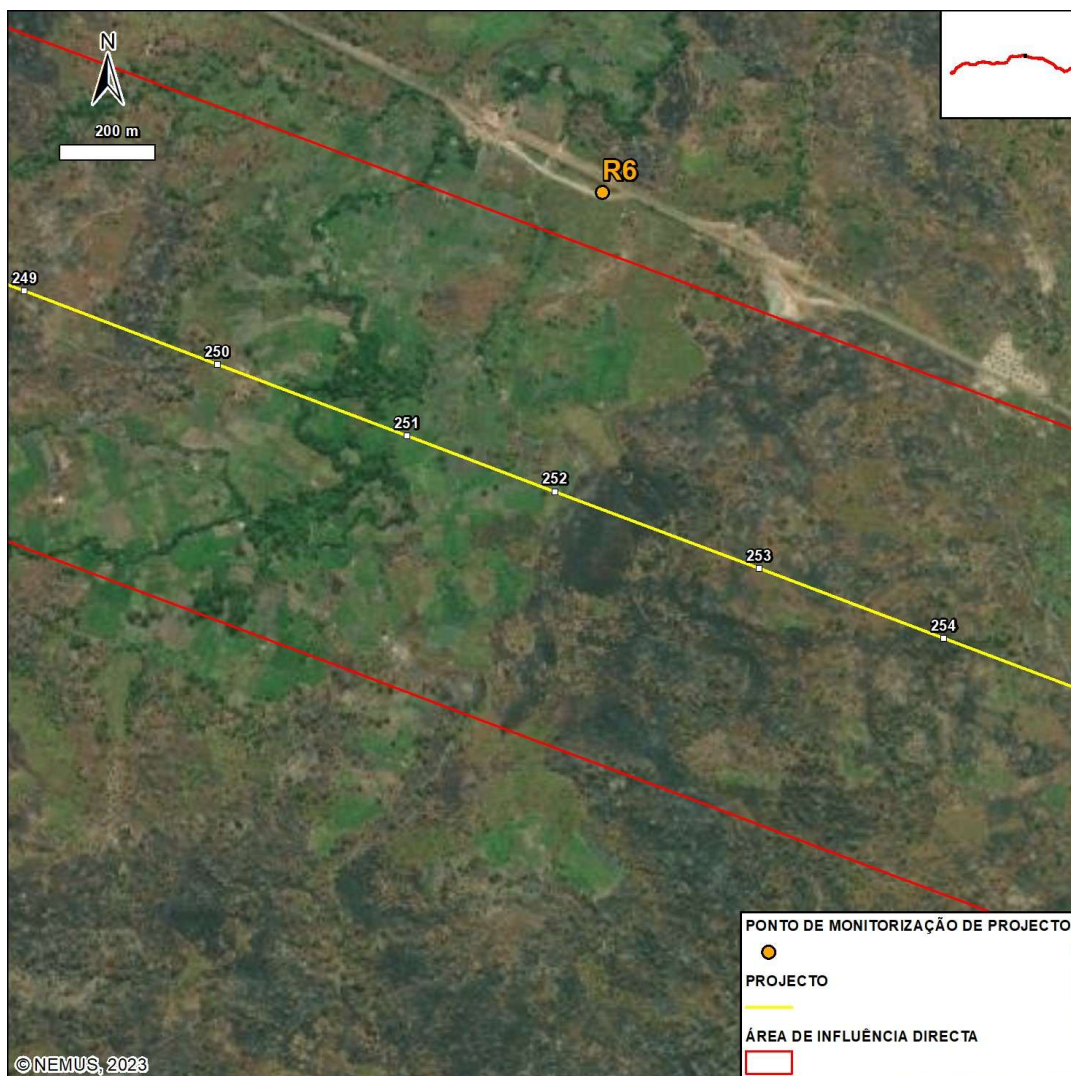 N
200 m
R6
249
250
251
252
253
254
PONTO DE MONITORIZAÇÃO DE PROJECTO
PROJECTO
ÁREA DE INFLUÊNCIA DIRECTA
© NEMUS, 2023